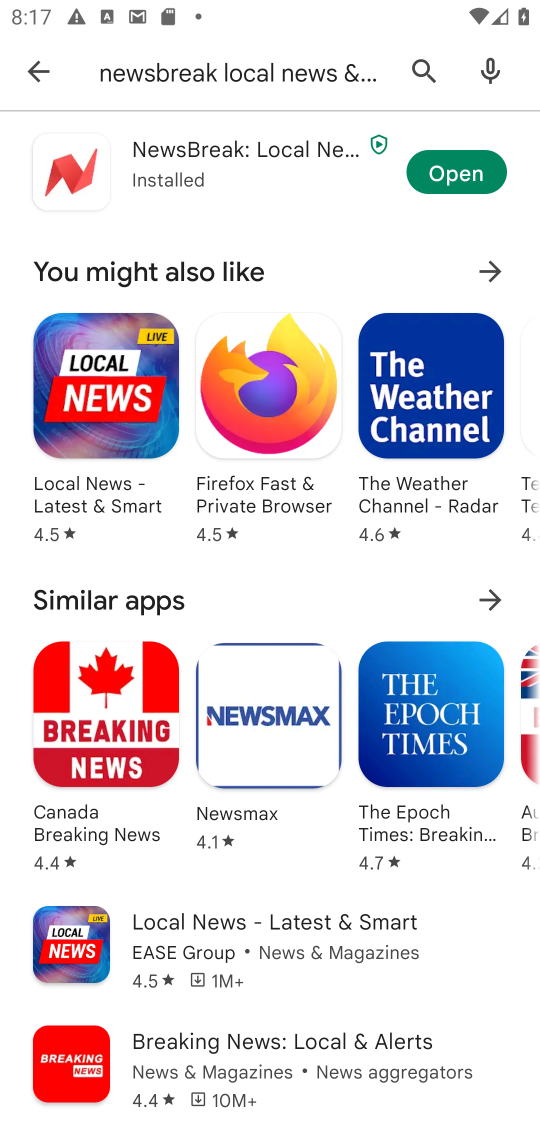 8:17
newsbreak local news &...
NewsBreak: Local Ne...
Installed
Open
You might also like
LIVE
LOCAL
NEWS
The
Weather
Channel
Local News -
Latest & Smart
4.5★
Firefox Fast &
Private Browser
4.5★
The Weather
Channel - Radar
4.6★
Te
Te
4.
Similar apps
BREAKING
NEWS
NEWSMAX
THE
EPOCH
TIMES
Canada
Breaking News
4.4★
Newsmax
4.1★
The Epoch
Times: Breakin...
4.7★
Au
Br
4.
LIVE
LOCAL
NEWS
Local News - Latest & Smart
EASE Group • News & Magazines
4.5★ 1M+
BREAKING
NEWS
Breaking News: Local & Alerts
News & Magazines • News aggregators
4.4★ 10M+